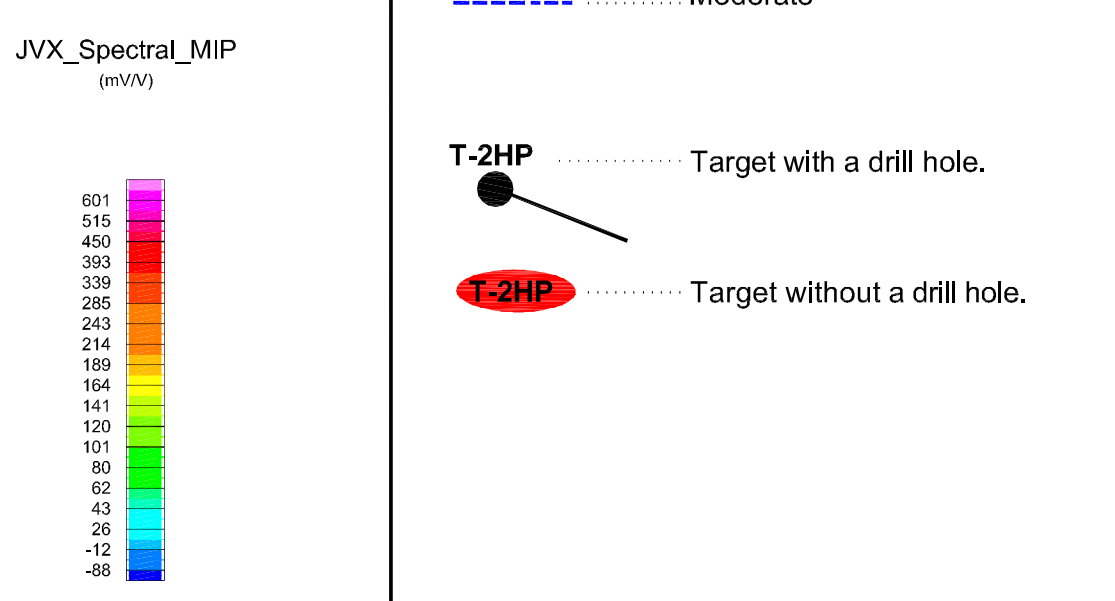 JVX_Spectral_MIP
(mV/V)
601
515
450
393
339
285
243
214
189
164
141
120
101
80
62
43
26
-12
-88
Moderate
T-2HP
Target with a drill hole.
T-2HP
Target without a drill hole.